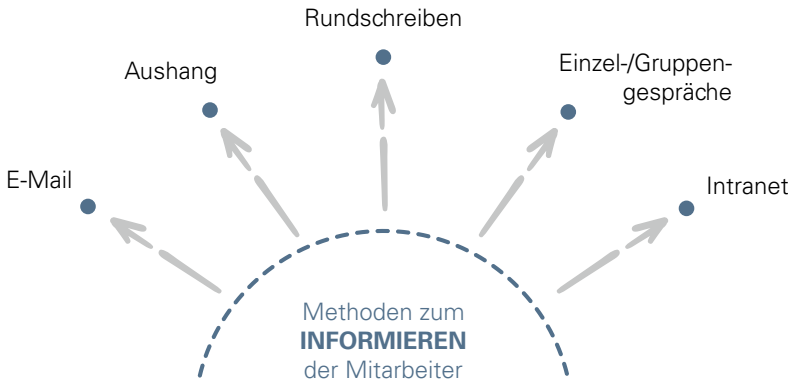 Rundschreiben
Aushang
Einzel-/Gruppen-
gespräche
E-Mail
Intranet
Methoden zum
INFORMIEREN
der Mitarbeiter